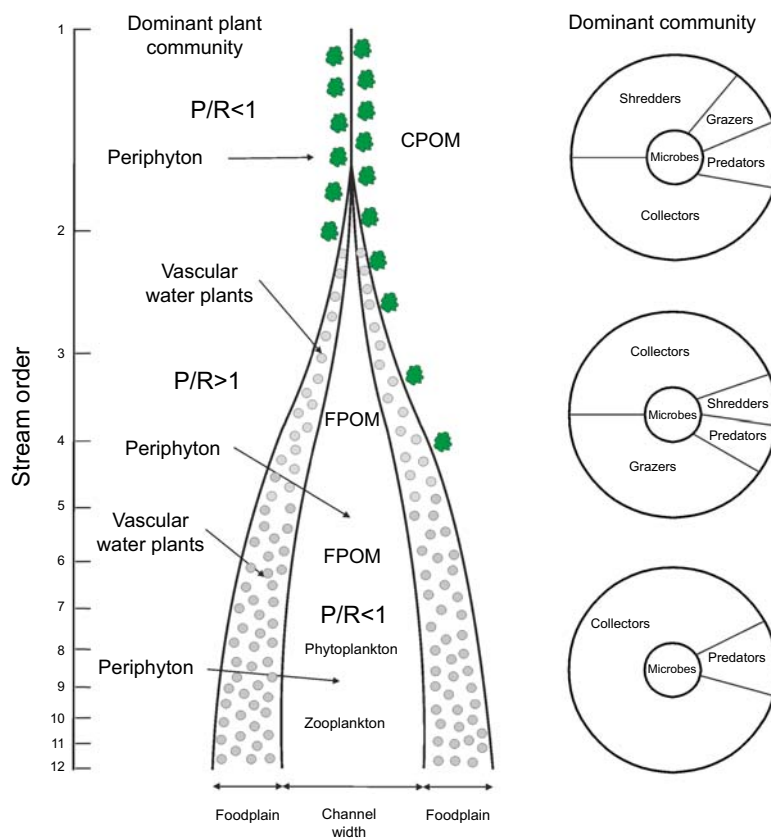 Dominant plant
community
Dominant community
Stream order
1
2
3
4
5
6
7
8
9
10
11
12
P/R<1
Periphyton
CPOM
Vascular
water plants
P/R>1
FPOM
Periphyton
Vascular
water plants
FPOM
P/R<1
Phytoplankton
Periphyton
Zooplankton
Foodplain
Channel
width
Foodplain
Shredders
Grazers
Microbes
Predators
Collectors
Collectors
Shredders
Microbes
Predators
Grazers
Collectors
Predators
Microbes